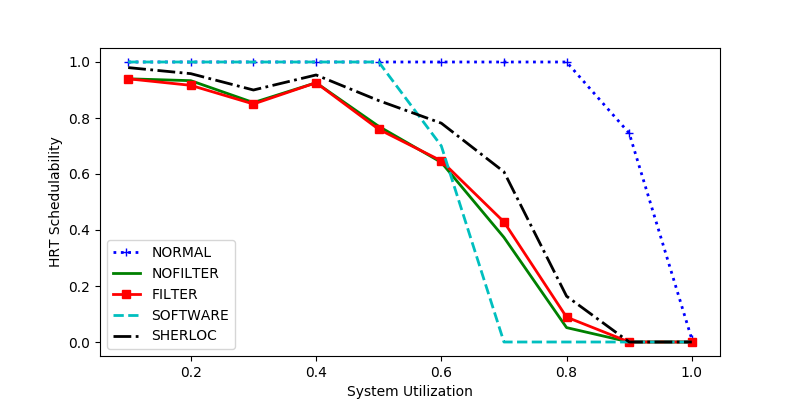 1.0
0.8
0.6
0.4
0.2
0.0
HRT Schedulability
NORMAL
NOFILTER
FILTER
SOFTWARE
SHERLOC
0.2 0.4 0.6 0.8 1.0
System Utilization